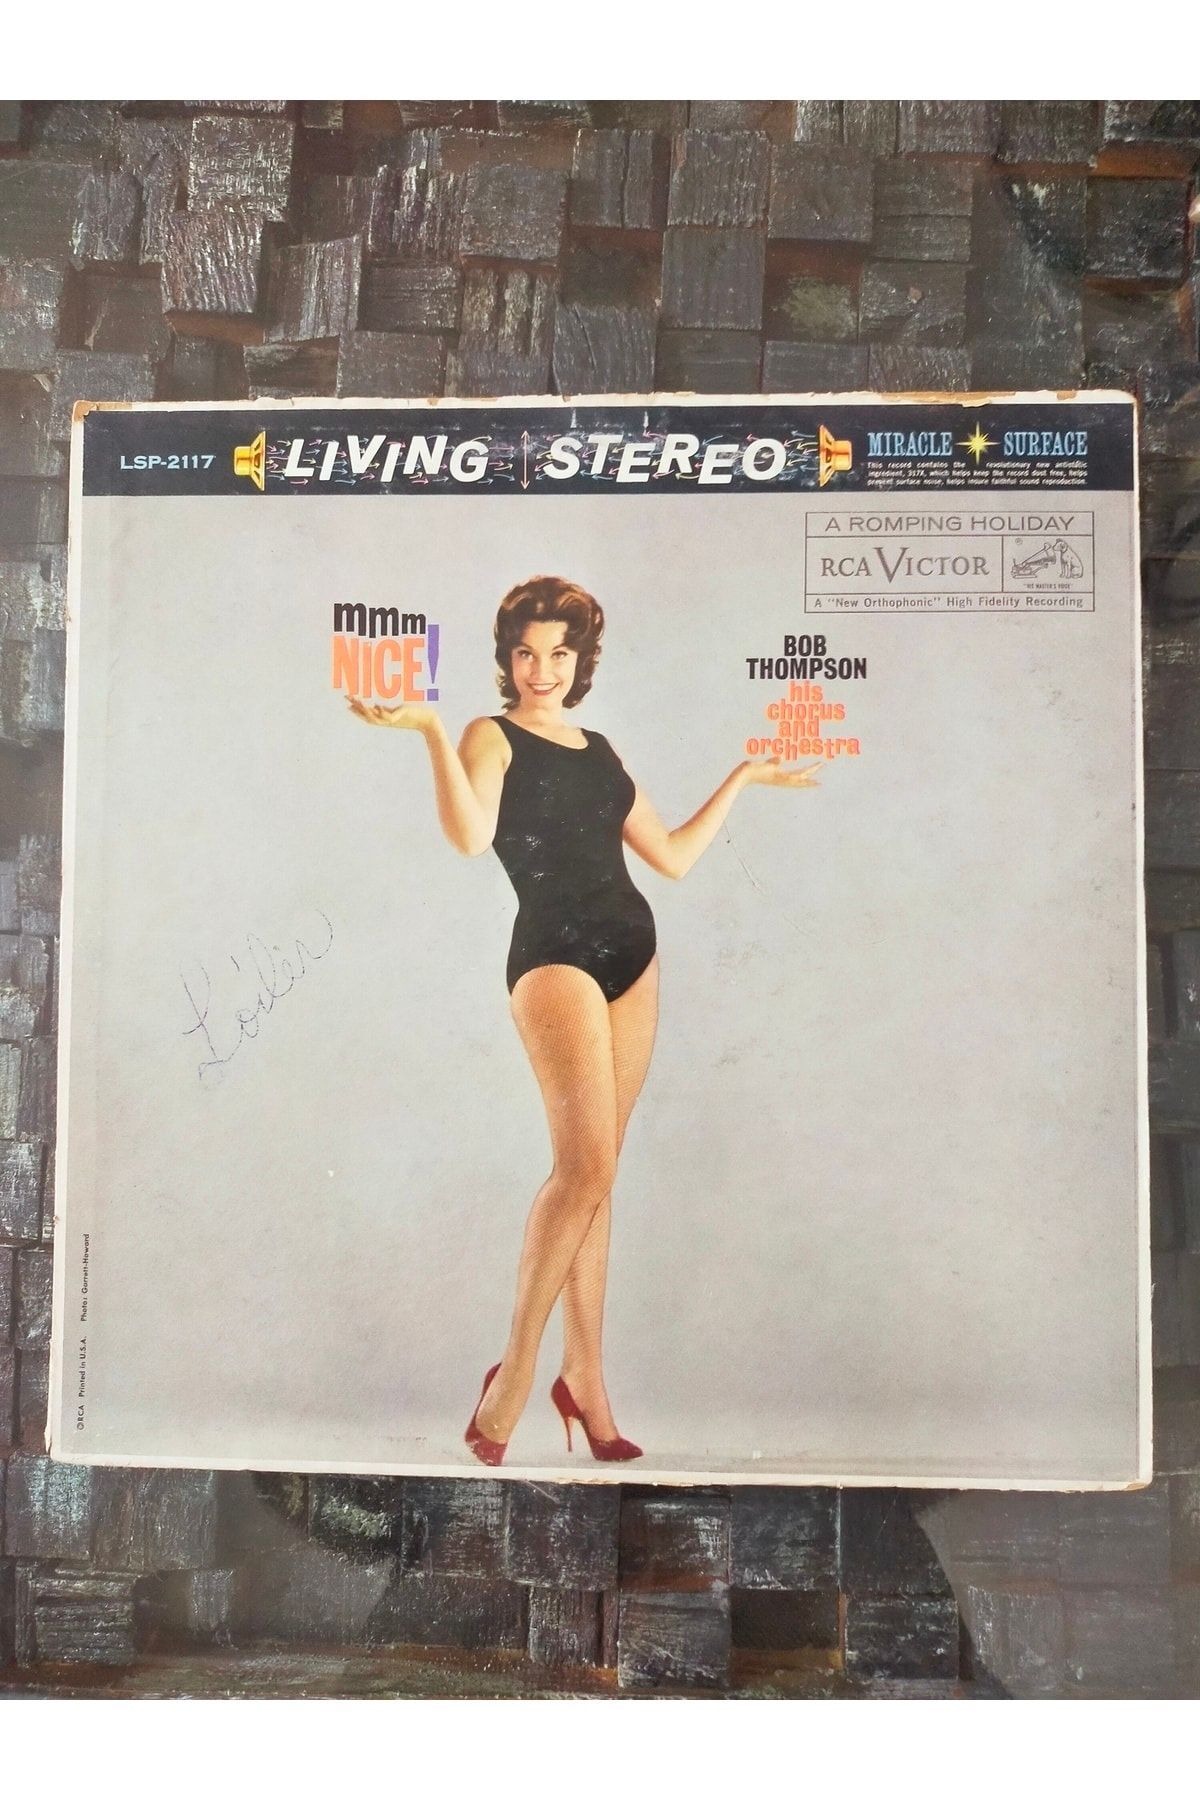 LSP-2117
LIVING STEREO
MIRACLE SURFACE
This record contains the revolutionary new antistatic
ingredient, 317X, which helps keep the record dust free, helps
prevent surface noise, helps insure faithful sound reproduction.
A ROMPING HOLIDAY
RCA VICTOR
®
"HIS MASTER'S VOICE"
A "New Orthophonic" High Fidelity Recording
mmm
NICE!
BOB
THOMPSON
his
chorus
and
orchestra
©RCA Printed in U.S.A. Photo: Garrett-Howard